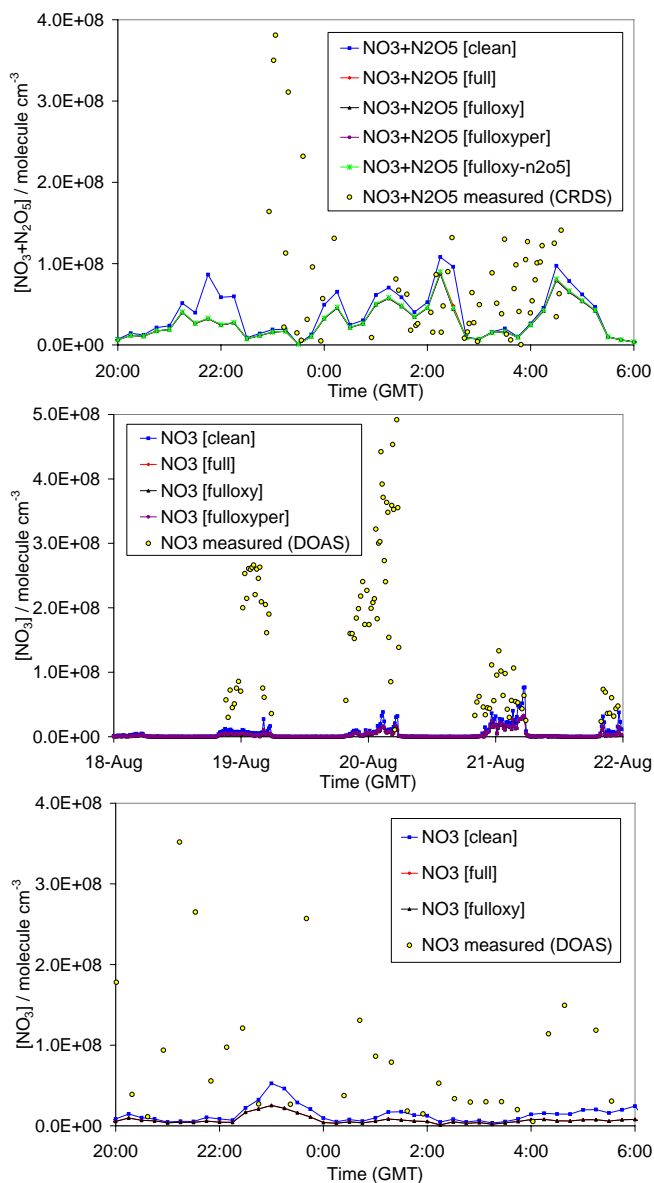 4.0E+08
3.0E+08
2.0E+08
1.0E+08
0.0E+00
[NO3+N2O5] / molecule cm-3
NO3+N2O5 [clean]
NO3+N2O5 [full]
NO3+N2O5 [fulloxy]
NO3+N2O5 [fulloxyper]
NO3+N2O5 [fulloxy-n2o5]
NO3+N2O5 measured (CRDS)
20:00 22:00 0:00 2:00 4:00 6:00
Time (GMT)
5.0E+08
4.0E+08
3.0E+08
2.0E+08
1.0E+08
0.0E+00
[NO3] / molecule cm-3
NO3 [clean]
NO3 [full]
NO3 [fulloxy]
NO3 [fulloxyper]
NO3 measured (DOAS)
18-Aug 19-Aug 20-Aug 21-Aug 22-Aug
Time (GMT)
4.0E+08
3.0E+08
2.0E+08
1.0E+08
0.0E+00
[NO3] / molecule cm-3
NO3 [clean]
NO3 [full]
NO3 [fulloxy]
NO3 measured (DOAS)
20:00 22:00 0:00 2:00 4:00 6:00
Time (GMT)